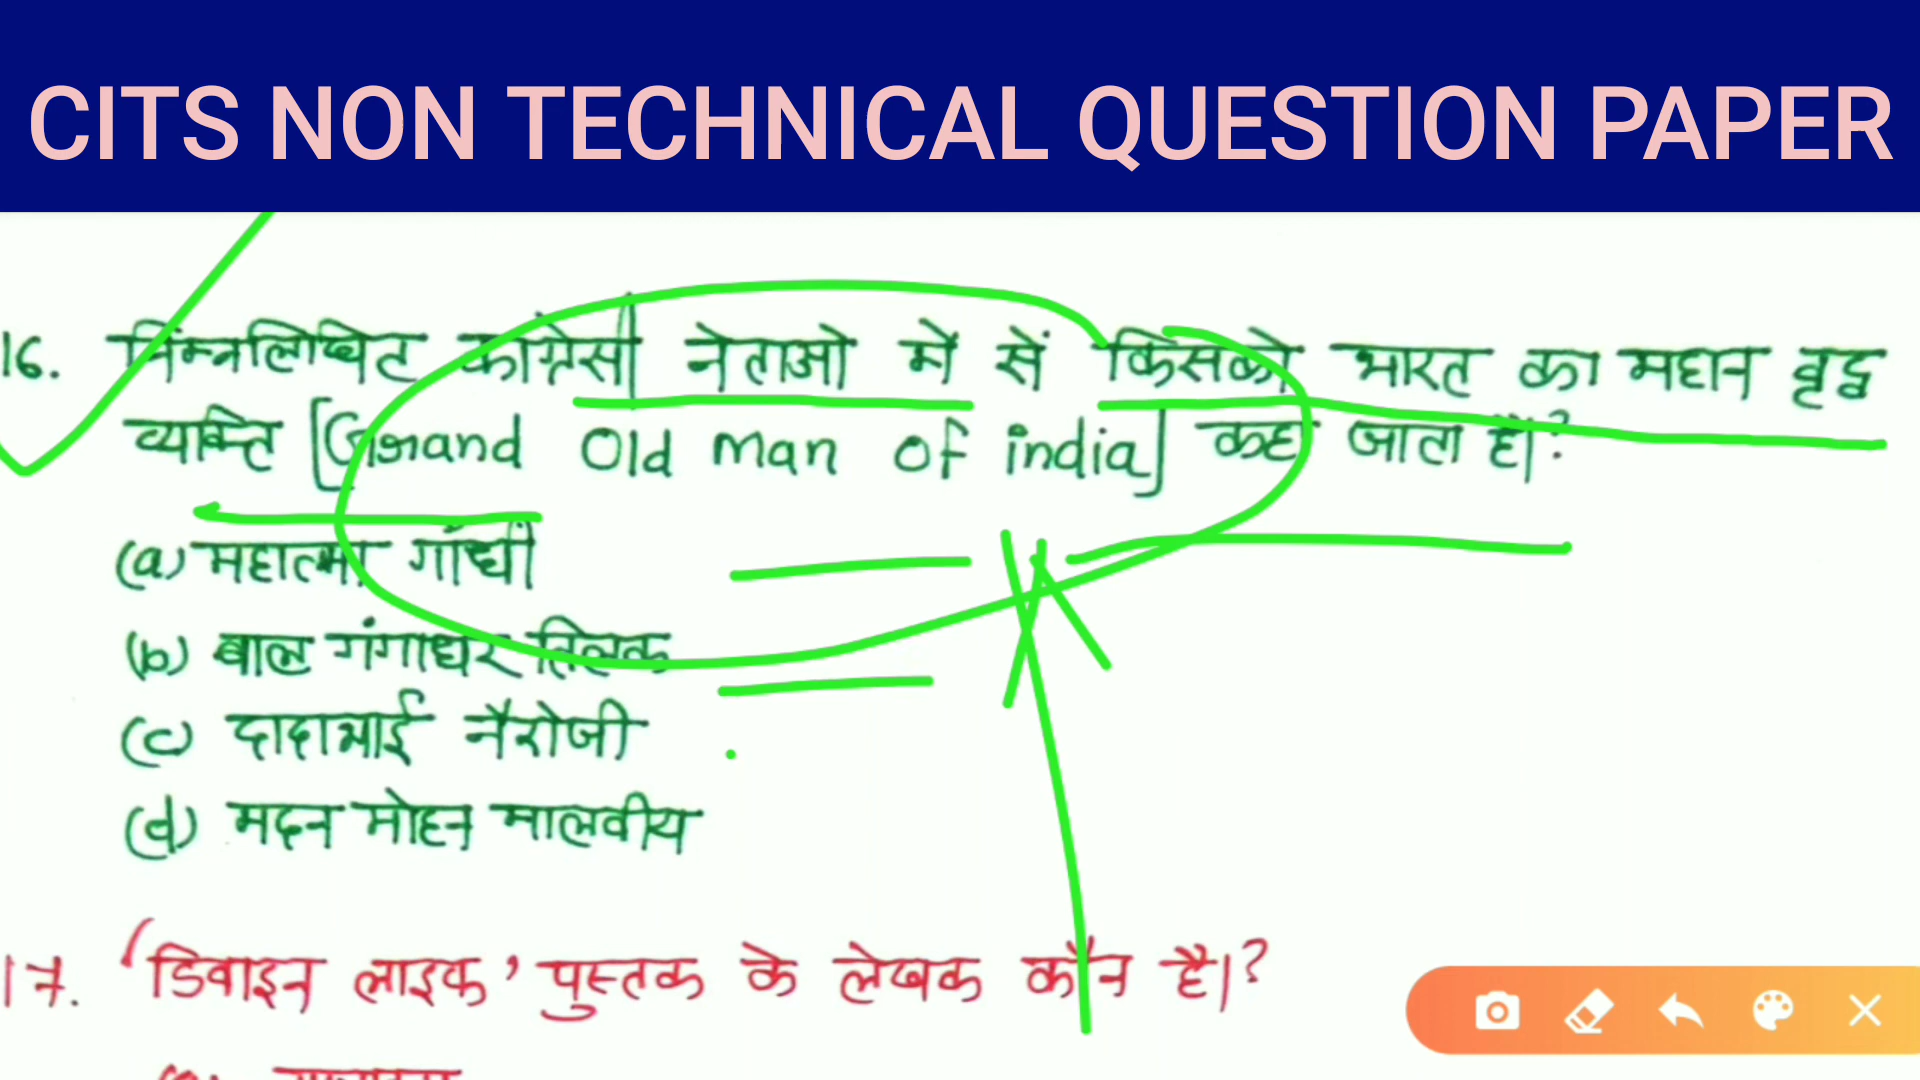 CITS NON TECHNICAL QUESTION PAPER
16. निम्नलिखित कांग्रेसी नेताओ में से किसको भारत का महान वृद्ध
व्यक्ति [Grand Old Man Of india] कहा जाता है।?
(a) महात्मा गाँधी
(b) बाल गंगाधर तिलक
(c) दादाभाई नैरोजी
(d) मदन मोहन मालवीय
17. 'डिवाइन लाइफ' पुस्तक के लेखक कौन है।?